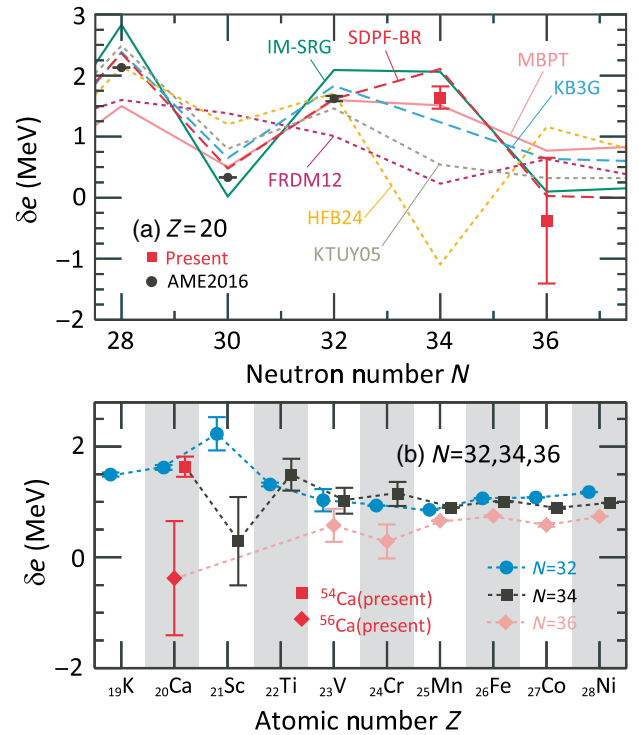 3
2
1
0
−1
−2
δe (MeV)
IM-SRG
SDPF-BR
MBPT
KB3G
FRDM12
HFB24
KTUY05
(a) Z=20
Present
AME2016
28
30
32
34
36
Neutron number N
2
0
−2
δe (MeV)
(b) N=32,34,36
⁵⁴Ca(present)
⁵⁶Ca(present)
N=32
N=34
N=36
₁₉K
₂₀Ca
₂₁Sc
₂₂Ti
₂₃V
₂₄Cr
₂₅Mn
₂₆Fe
₂₇Co
₂₈Ni
Atomic number Z